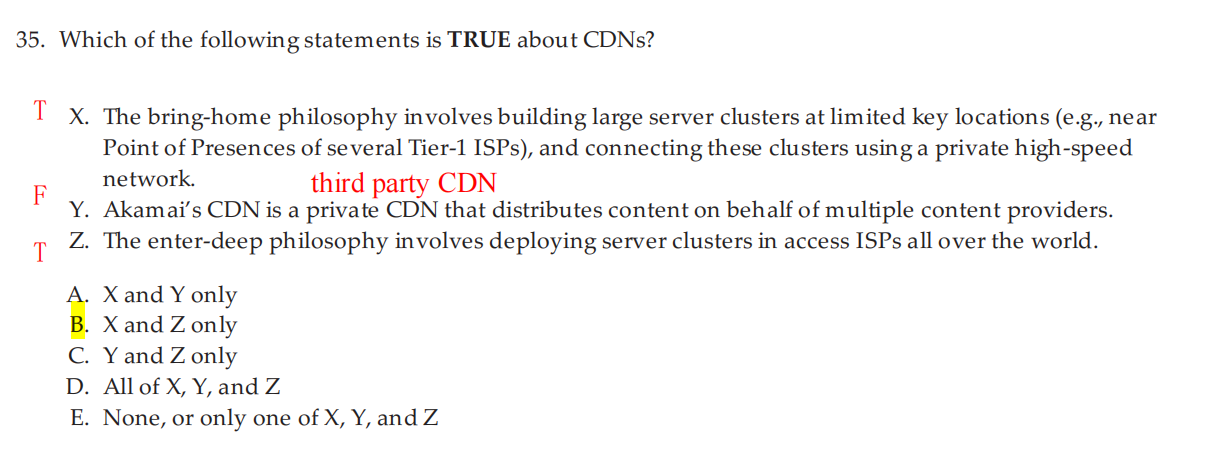 35. Which of the following statements is TRUE about CDNs?
T X. The bring-home philosophy involves building large server clusters at limited key locations (e.g., near
Point of Presences of several Tier-1 ISPs), and connecting these clusters using a private high-speed
network.
third party CDN
F Y. Akamai's CDN is a private CDN that distributes content on behalf of multiple content providers.
T Z. The enter-deep philosophy involves deploying server clusters in access ISPs all over the world.
A. X and Y only
B. X and Z only
C. Y and Z only
D. All of X, Y, and Z
E. None, or only one of X, Y, and Z